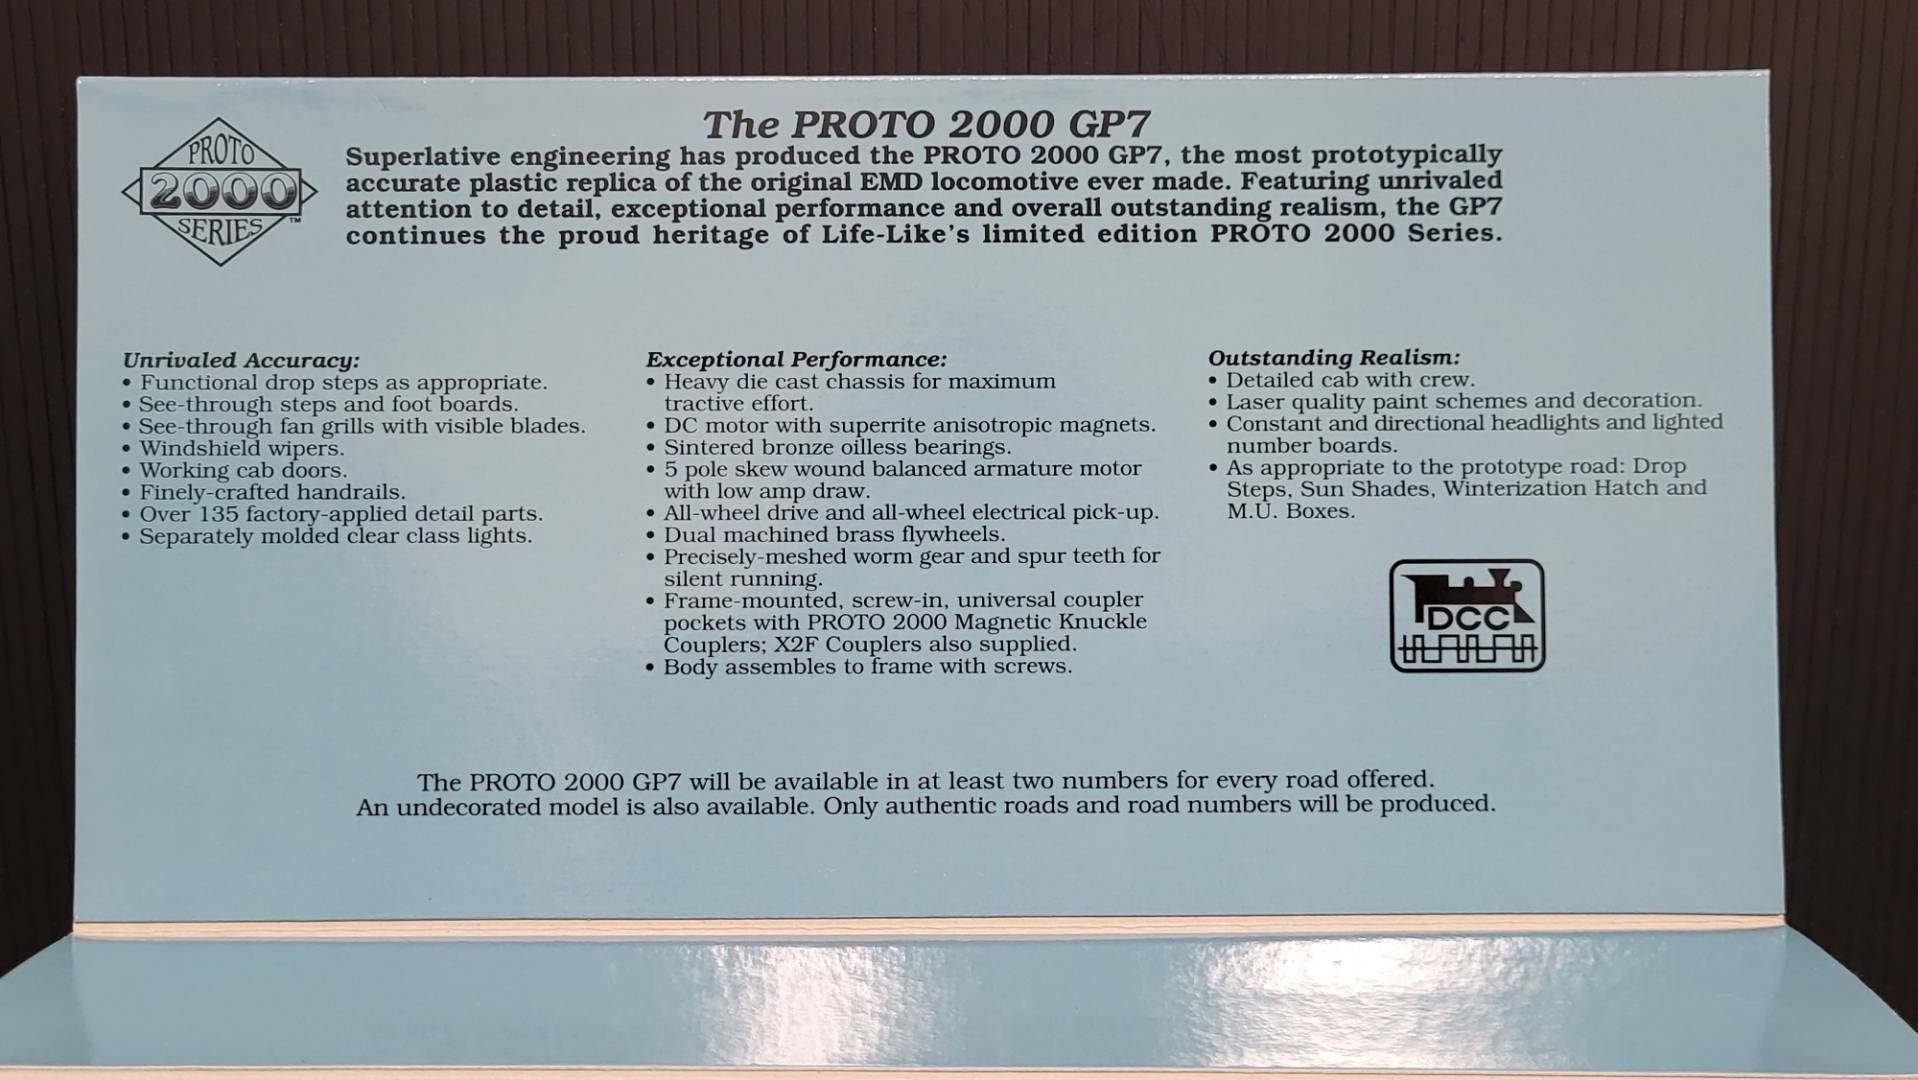 PROTO
2000
SERIES™
The PROTO 2000 GP7
Superlative engineering has produced the PROTO 2000 GP7, the most prototypically
accurate plastic replica of the original EMD locomotive ever made. Featuring unrivaled
attention to detail, exceptional performance and overall outstanding realism, the GP7
continues the proud heritage of Life-Like's limited edition PROTO 2000 Series.
Unrivaled Accuracy:
• Functional drop steps as appropriate.
• See-through steps and foot boards.
• See-through fan grills with visible blades.
• Windshield wipers.
• Working cab doors.
• Finely-crafted handrails.
• Over 135 factory-applied detail parts.
• Separately molded clear class lights.
Exceptional Performance:
• Heavy die cast chassis for maximum
tractive effort.
• DC motor with superrite anisotropic magnets.
• Sintered bronze oilless bearings.
• 5 pole skew wound balanced armature motor
with low amp draw.
• All-wheel drive and all-wheel electrical pick-up.
• Dual machined brass flywheels.
• Precisely-meshed worm gear and spur teeth for
silent running.
• Frame-mounted, screw-in, universal coupler
pockets with PROTO 2000 Magnetic Knuckle
Couplers; X2F Couplers also supplied.
• Body assembles to frame with screws.
Outstanding Realism:
• Detailed cab with crew.
• Laser quality paint schemes and decoration.
• Constant and directional headlights and lighted
number boards.
• As appropriate to the prototype road: Drop
Steps, Sun Shades, Winterization Hatch and
M.U. Boxes.
DCC
The PROTO 2000 GP7 will be available in at least two numbers for every road offered.
An undecorated model is also available. Only authentic roads and road numbers will be produced.